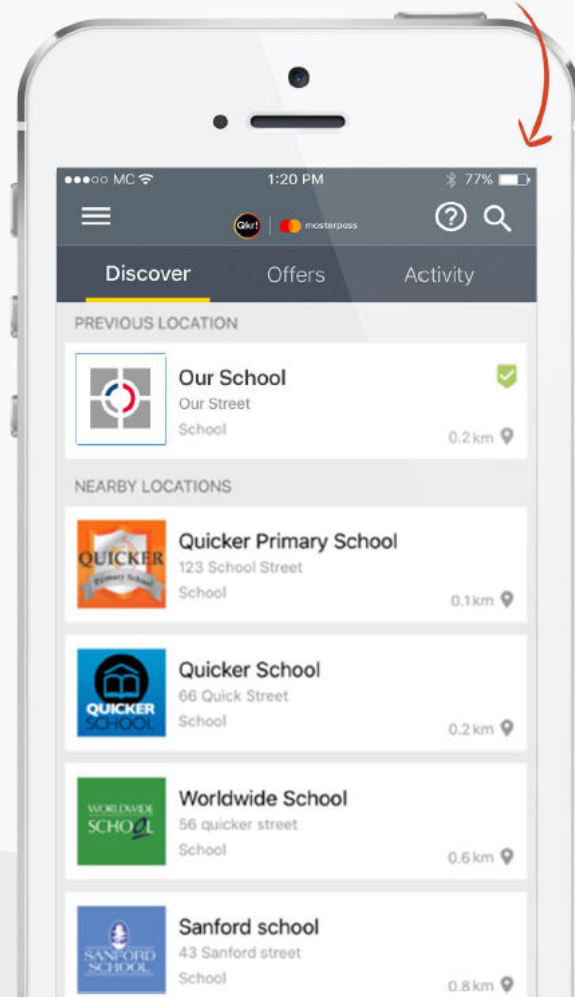 MC
1:20 PM
77%
Qkr!
masterpass
Discover
Offers
Activity
PREVIOUS LOCATION
Our School
Our Street
School
0.2 km
NEARBY LOCATIONS
QUICKER
Primary School
Quicker Primary School
123 School Street
School
0.1 km
QUICKER
SCHOOL
Quicker School
66 Quick Street
School
0.2 km
WORLDWIDE
SCHOOL
Worldwide School
56 quicker street
School
0.6 km
SANFORD
SCHOOL
Sanford school
43 Sanford street
School
0.8 km